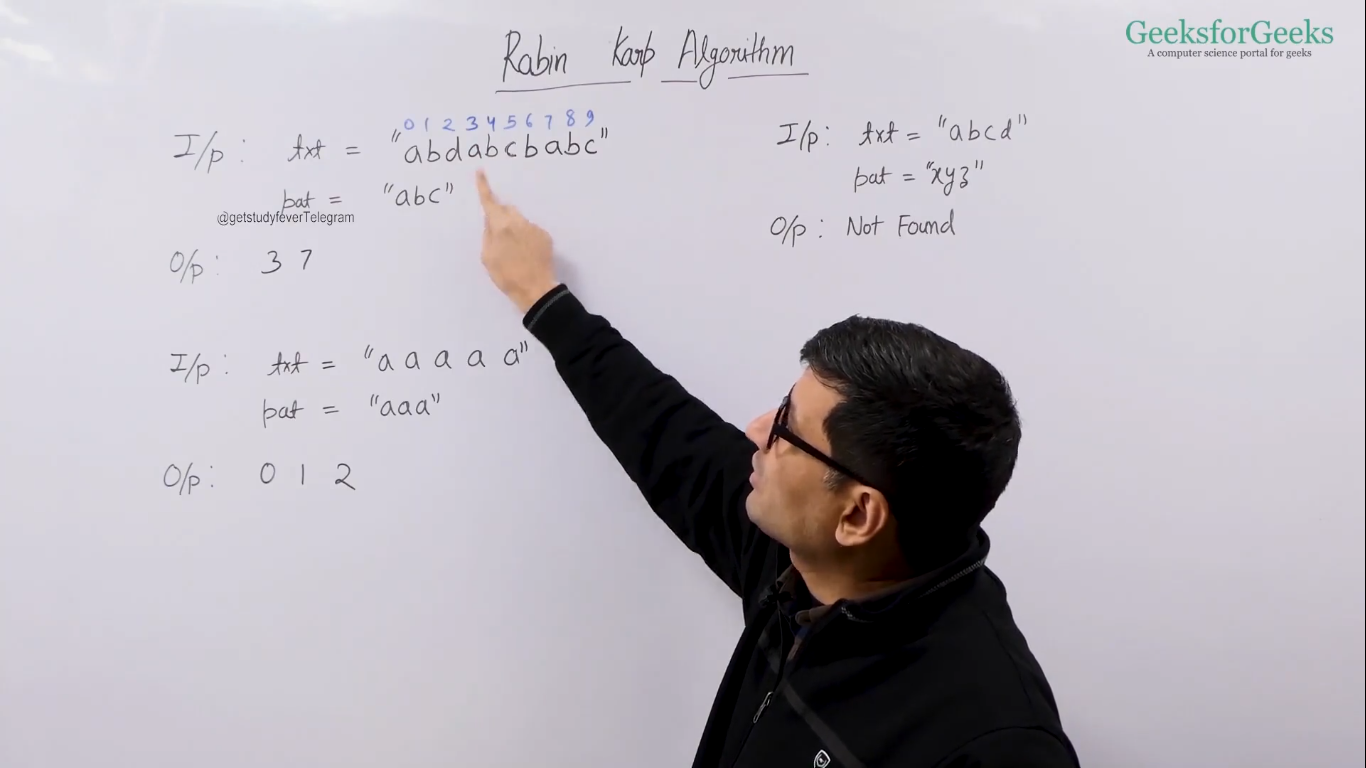 GeeksforGeeks
A computer science portal for geeks
Rabin Karp Algorithm
0 1 2 3 4 5 6 7 8 9
I/p : txt = "abdabcbabc"
pat = "abc"
@getstudyfeverTelegram
O/p : 3 7
I/p : txt = "a a a a a"
pat = "aaa"
O/p : 0 1 2
I/p : txt = "abcd"
pat = "xyz"
O/p : Not Found